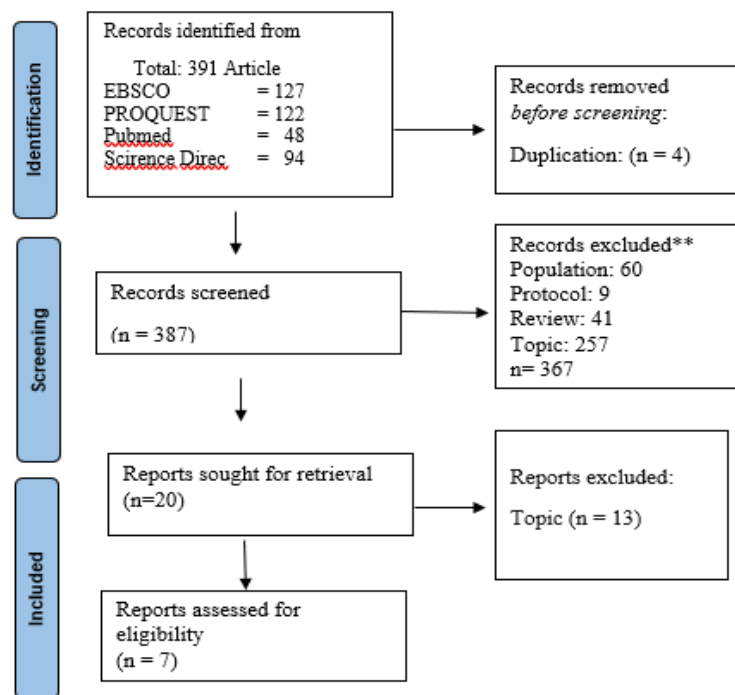 Identification
Records identified from
Total: 391 Article
EBSCO = 127
PROQUEST = 122
Pubmed = 48
Scirence Direc = 94
Records removed
before screening:
Duplication: (n = 4)
Screening
Records screened
(n = 387)
Records excluded**
Population: 60
Protocol: 9
Review: 41
Topic: 257
n= 367
Reports sought for retrieval
(n=20)
Reports excluded:
Topic (n = 13)
Included
Reports assessed for
eligibility
(n = 7)